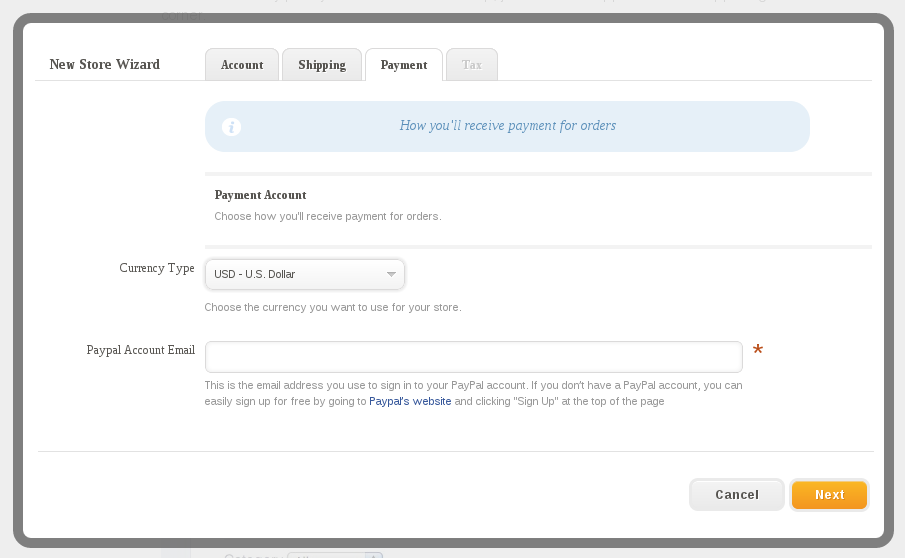 New Store Wizard
Account
Shipping
Payment
Tax
How you'll receive payment for orders
Payment Account
Choose how you'll receive payment for orders.
Currency Type
USD - U.S. Dollar
Choose the currency you want to use for your store.
Paypal Account Email
*
This is the email address you use to sign in to your PayPal account. If you don't have a PayPal account, you can
easily sign up for free by going to Paypal's website and clicking "Sign Up" at the top of the page
Cancel
Next